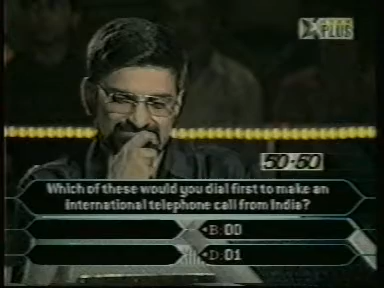 STAR
PLUS
50-50
Which of these would you dial first to make an
international telephone call from India?
B: 00
D: 01